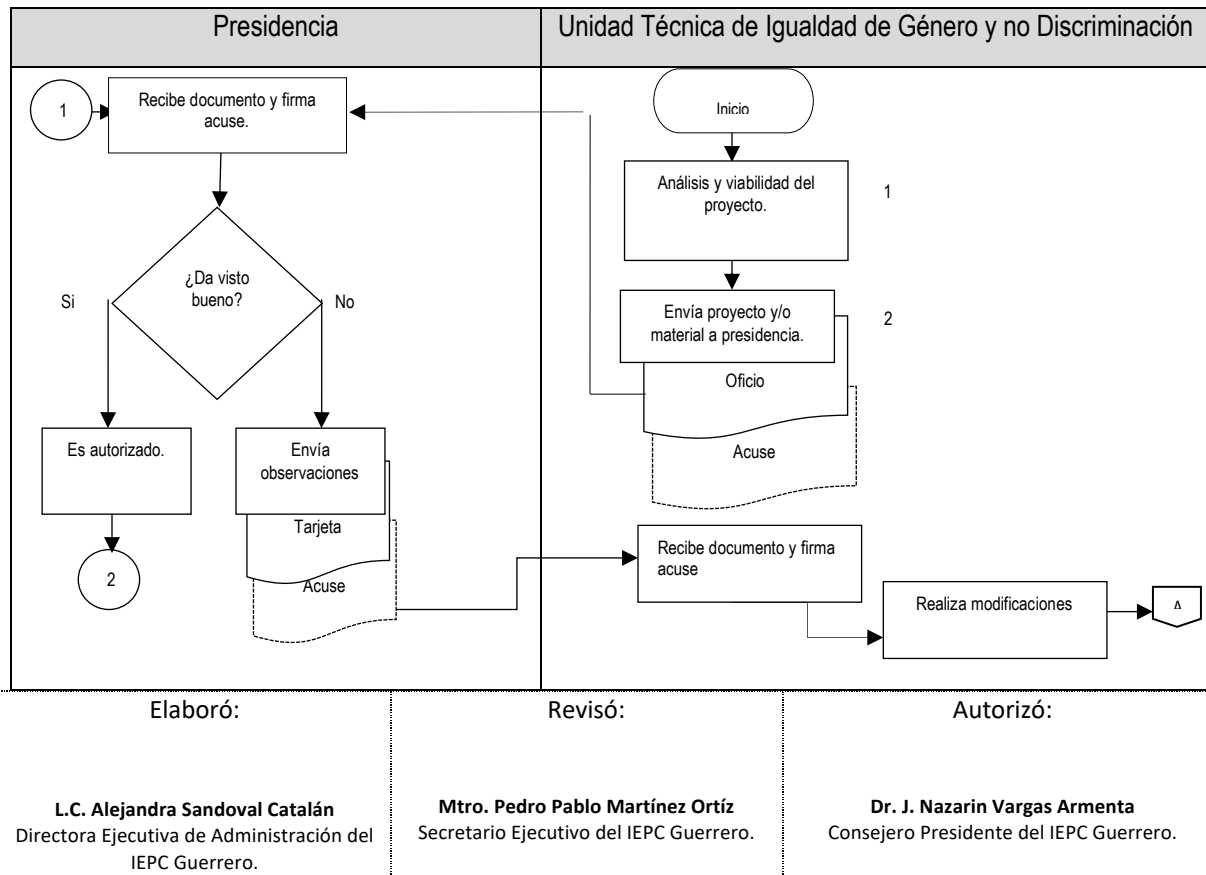 Presidencia
Unidad Técnica de Igualdad de Género y no Discriminación
1
Recibe documento y firma
acuse.
¿Da visto
bueno?
Si
No
Es autorizado.
2
Envía
observaciones
Tarjeta
Acuse
Inicio
Análisis y viabilidad del
proyecto.
1
Envía proyecto y/o
material a presidencia.
2
Oficio
Acuse
Recibe documento y firma
acuse
Realiza modificaciones
A
Elaboró:
L.C. Alejandra Sandoval Catalán
Directora Ejecutiva de Administración del
IEPC Guerrero.
Revisó:
Mtro. Pedro Pablo Martínez Ortíz
Secretario Ejecutivo del IEPC Guerrero.
Autorizó:
Dr. J. Nazarin Vargas Armenta
Consejero Presidente del IEPC Guerrero.